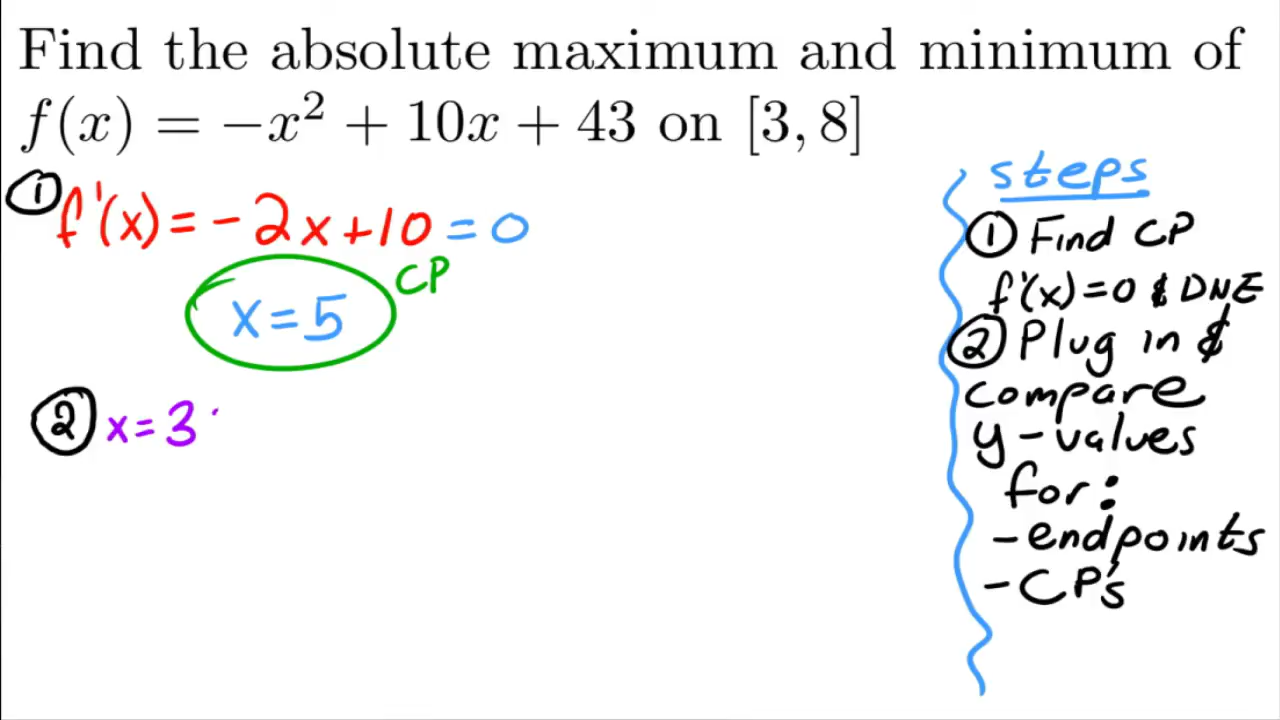 Find the absolute maximum and minimum of
f(x) = −x² + 10x + 43 on [3, 8]
① f'(x) = -2x+10 = 0
x = 5 CP
② x = 3
steps
① Find CP
f'(x)=0 & DNE
② Plug in &
compare
y-values
for:
- endpoints
- CP's